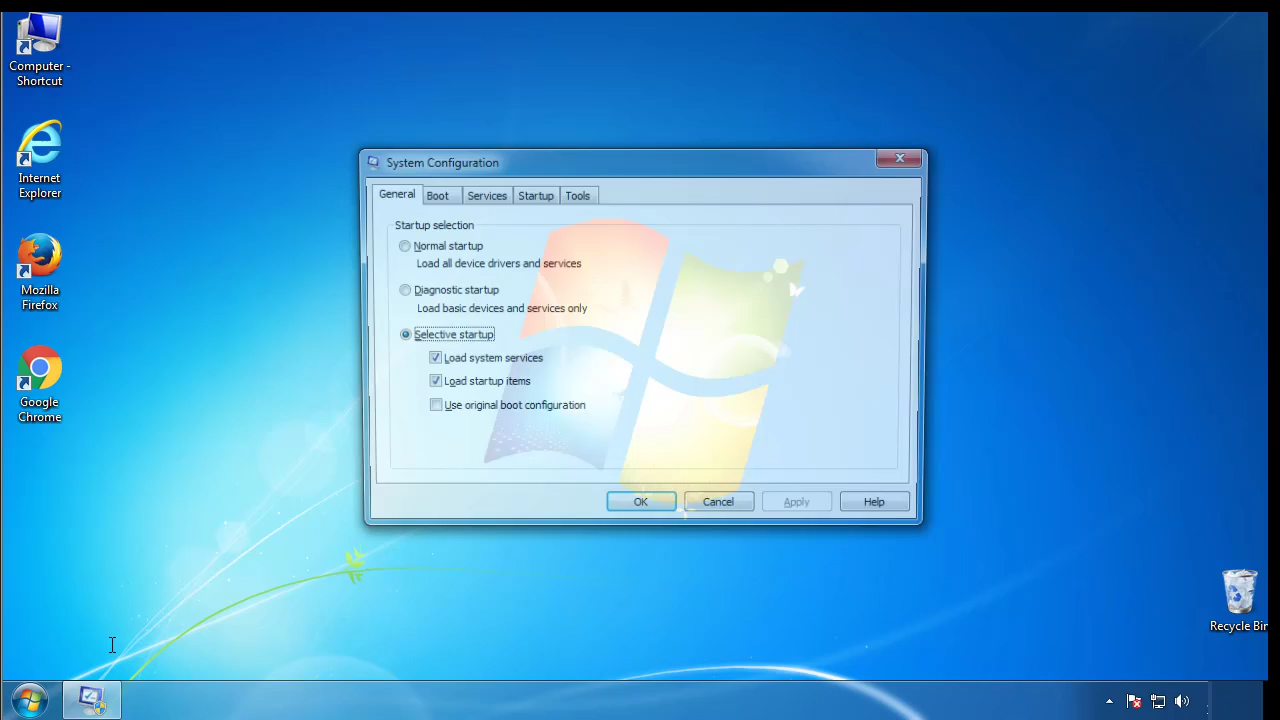 Computer -
Shortcut
Internet
Explorer
Mozilla
Firefox
Google
Chrome
System Configuration
General
Boot
Services
Startup
Tools
Startup selection
Normal startup
Load all device drivers and services
Diagnostic startup
Load basic devices and services only
Selective startup
Load system services
Load startup items
Use original boot configuration
OK
Cancel
Apply
Help
Recycle Bin